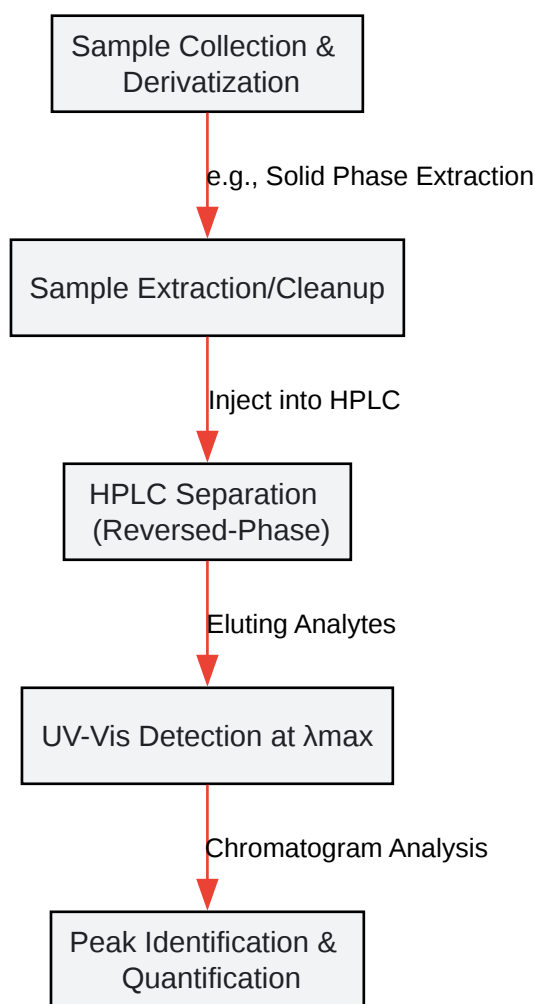 Sample Collection &
Derivatization
e.g., Solid Phase Extraction
Sample Extraction/Cleanup
Inject into HPLC
HPLC Separation
(Reversed-Phase)
Eluting Analytes
UV-Vis Detection at λmax
Chromatogram Analysis
Peak Identification &
Quantification